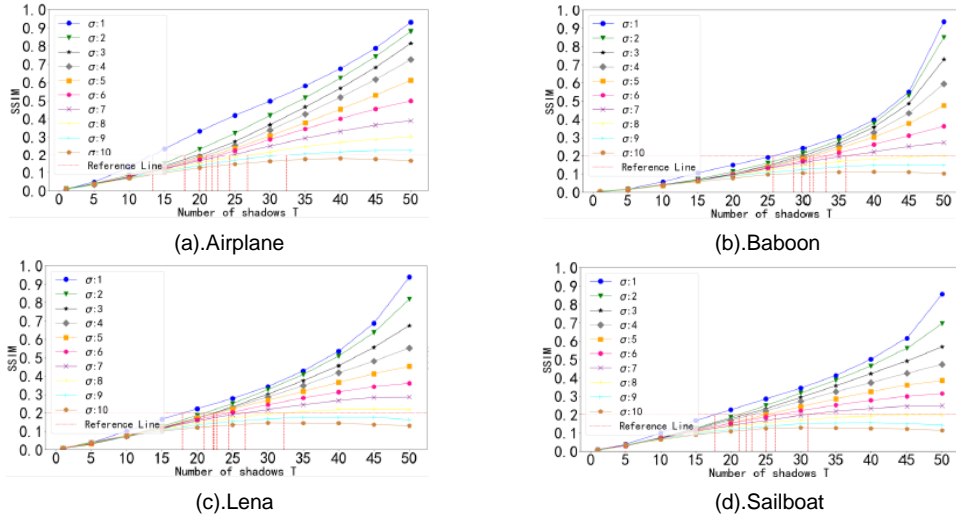 1.0
0.9
0.8
0.7
0.6
0.5
0.4
0.3
0.2
0.1
0.0
SSIM
σ:1
σ:2
σ:3
σ:4
σ:5
σ:6
σ:7
σ:8
σ:9
σ:10
Reference Line
0 5 10 15 20 25 30 35 40 45 50
Number of shadows T
(a).Airplane
1.0
0.9
0.8
0.7
0.6
0.5
0.4
0.3
0.2
0.1
0.0
SSIM
σ:1
σ:2
σ:3
σ:4
σ:5
σ:6
σ:7
σ:8
σ:9
σ:10
Reference Line
0 5 10 15 20 25 30 35 40 45 50
Number of shadows T
(b).Baboon
1.0
0.9
0.8
0.7
0.6
0.5
0.4
0.3
0.2
0.1
0.0
SSIM
σ:1
σ:2
σ:3
σ:4
σ:5
σ:6
σ:7
σ:8
σ:9
σ:10
Reference Line
0 5 10 15 20 25 30 35 40 45 50
Number of shadows T
(c).Lena
1.0
0.9
0.8
0.7
0.6
0.5
0.4
0.3
0.2
0.1
0.0
SSIM
σ:1
σ:2
σ:3
σ:4
σ:5
σ:6
σ:7
σ:8
σ:9
σ:10
Reference Line
0 5 10 15 20 25 30 35 40 45 50
Number of shadows T
(d).Sailboat